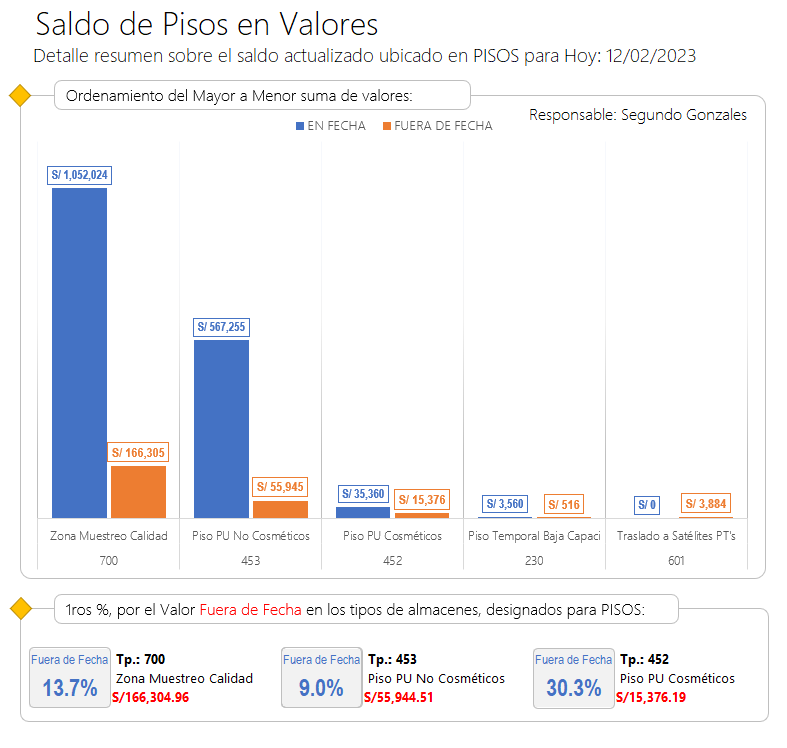 Saldo de Pisos en Valores
Detalle resumen sobre el saldo actualizado ubicado en PISOS para Hoy: 12/02/2023
Ordenamiento del Mayor a Menor suma de valores:
Responsable: Segundo Gonzales
EN FECHA FUERA DE FECHA
S/ 1,052,024
S/ 567,255
S/ 166,305
S/ 55,945
S/ 35,360
S/ 15,376
S/ 3,560
S/ 516
S/ 0
S/ 3,884
Zona Muestreo Calidad Piso PU No Cosméticos Piso PU Cosméticos Piso Temporal Baja Capaci Traslado a Satélites PT's
700 453 452 230 601
1ros %, por el Valor Fuera de Fecha en los tipos de almacenes, designados para PISOS:
Fuera de Fecha
13.7%
Tp.: 700
Zona Muestreo Calidad
S/166,304.96
Fuera de Fecha
9.0%
Tp.: 453
Piso PU No Cosméticos
S/55,944.51
Fuera de Fecha
30.3%
Tp.: 452
Piso PU Cosméticos
S/15,376.19